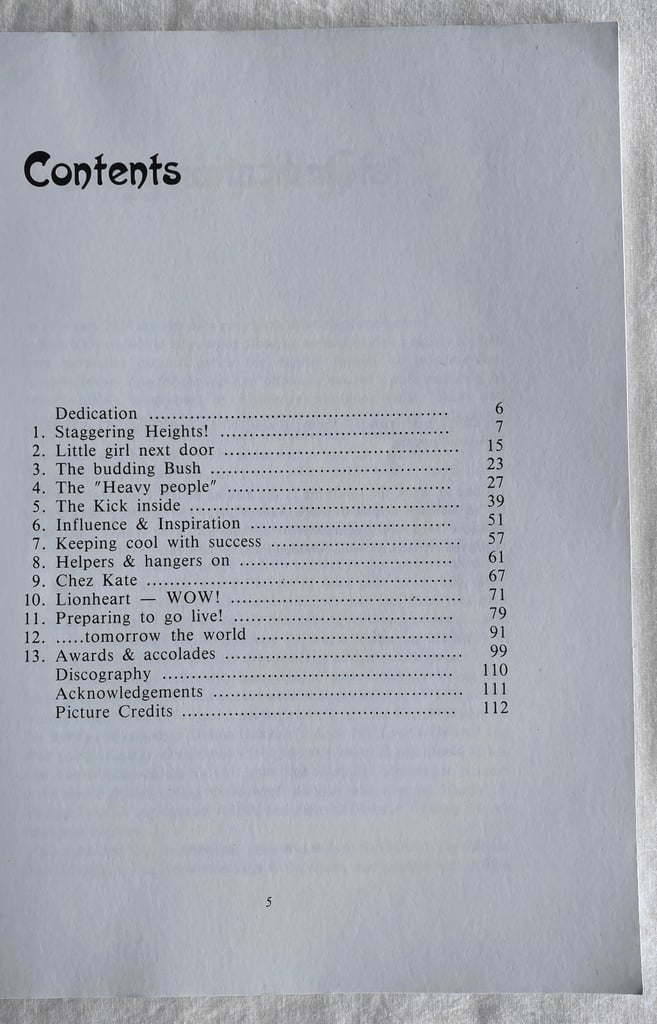 Contents
Dedication ................................................... 6
1. Staggering Heights! ....................................... 7
2. Little girl next door ........................................ 15
3. The budding Bush ......................................... 23
4. The "Heavy people" ...................................... 27
5. The Kick inside .............................................. 39
6. Influence & Inspiration .................................. 51
7. Keeping cool with success ................................ 57
8. Helpers & hangers on .................................... 61
9. Chez Kate .................................................... 67
10. Lionheart — WOW! ....................................... 71
11. Preparing to go live! ..................................... 79
12. .....tomorrow the world ................................. 91
13. Awards & accolades ........................................ 99
Discography ................................................. 110
Acknowledgements .......................................... 111
Picture Credits .............................................. 112
5